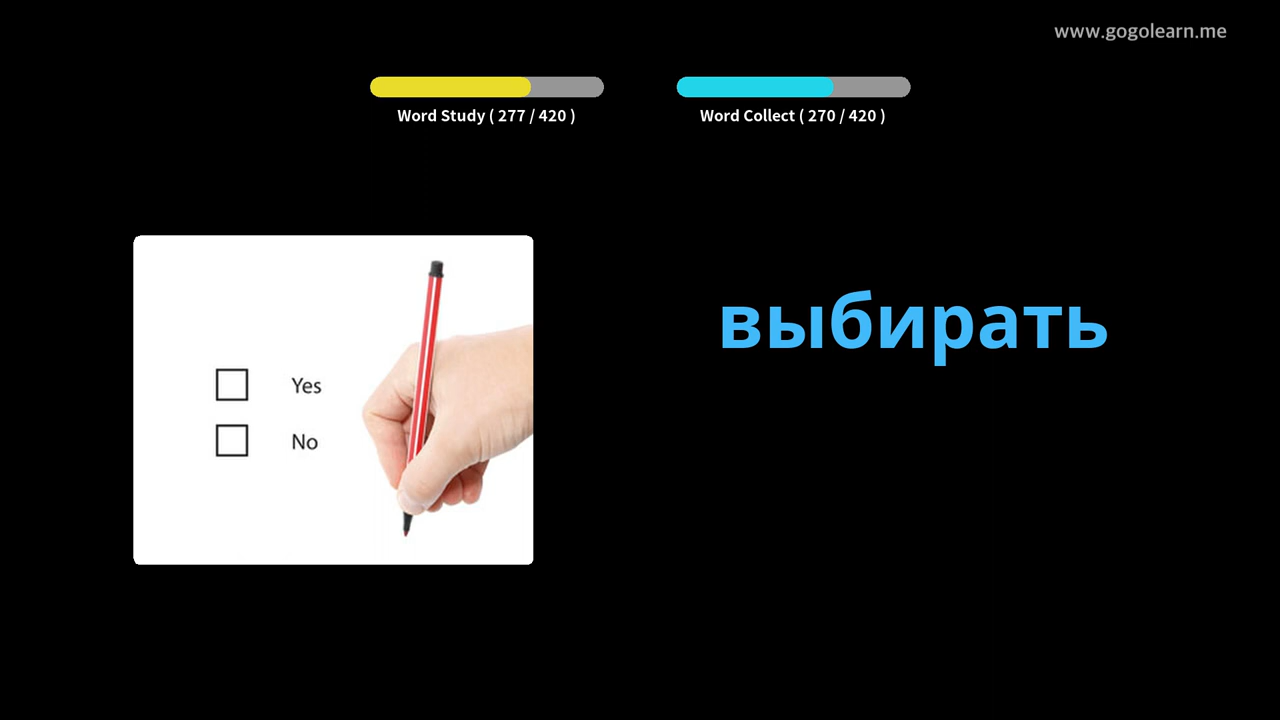 www.gogolearn.me
Word Study ( 277 / 420 )
Word Collect ( 270 / 420 )
выбирать
Yes
No